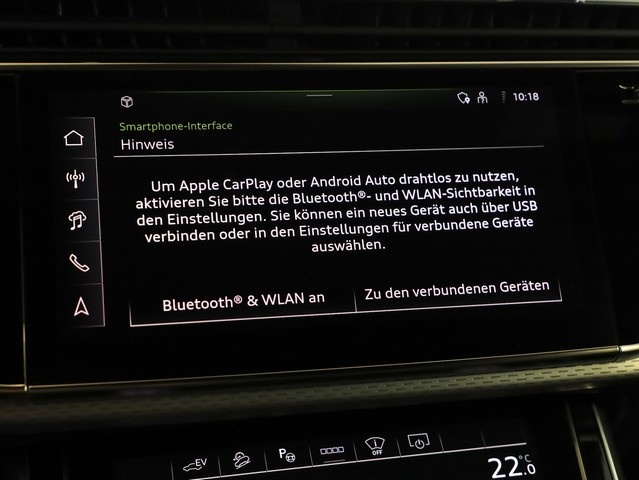 10:18
Smartphone-Interface
Hinweis
Um Apple CarPlay oder Android Auto drahtlos zu nutzen,
aktivieren Sie bitte die Bluetooth®- und WLAN-Sichtbarkeit in
den Einstellungen. Sie können ein neues Gerät auch über USB
verbinden oder in den Einstellungen für verbundene Geräte
auswählen.
Bluetooth® & WLAN an
Zu den verbundenen Geräten
EV
P
OFF
22.0 °C